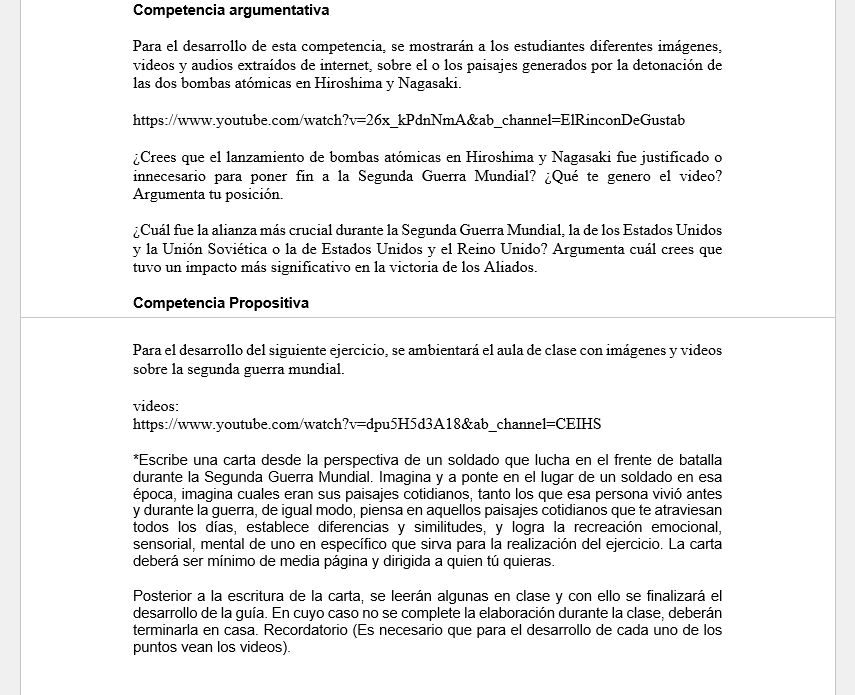 Competencia argumentativa
Para el desarrollo de esta competencia, se mostrarán a los estudiantes diferentes imágenes,
videos y audios extraídos de internet, sobre el o los paisajes generados por la detonación de
las dos bombas atómicas en Hiroshima y Nagasaki.
https://www.youtube.com/watch?v=26x_kPdnNmA&ab_channel=ElRinconDeGustab
¿Crees que el lanzamiento de bombas atómicas en Hiroshima y Nagasaki fue justificado o
innecesario para poner fin a la Segunda Guerra Mundial? ¿Qué te genero el video?
Argumenta tu posición.
¿Cuál fue la alianza más crucial durante la Segunda Guerra Mundial, la de los Estados Unidos
y la Unión Soviética o la de Estados Unidos y el Reino Unido? Argumenta cuál crees que
tuvo un impacto más significativo en la victoria de los Aliados.
Competencia Propositiva
Para el desarrollo del siguiente ejercicio, se ambientará el aula de clase con imágenes y videos
sobre la segunda guerra mundial.
videos:
https://www.youtube.com/watch?v=dpu5H5d3A18&ab_channel=CEIHS
*Escribe una carta desde la perspectiva de un soldado que lucha en el frente de batalla
durante la Segunda Guerra Mundial. Imagina y a ponte en el lugar de un soldado en esa
época, imagina cuales eran sus paisajes cotidianos, tanto los que esa persona vivió antes
y durante la guerra, de igual modo, piensa en aquellos paisajes cotidianos que te atraviesan
todos los días, establece diferencias y similitudes, y logra la recreación emocional,
sensorial, mental de uno en específico que sirva para la realización del ejercicio. La carta
deberá ser mínimo de media página y dirigida a quien tú quieras.
Posterior a la escritura de la carta, se leerán algunas en clase y con ello se finalizará el
desarrollo de la guía. En cuyo caso no se complete la elaboración durante la clase, deberán
terminarla en casa. Recordatorio (Es necesario que para el desarrollo de cada uno de los
puntos vean los videos).